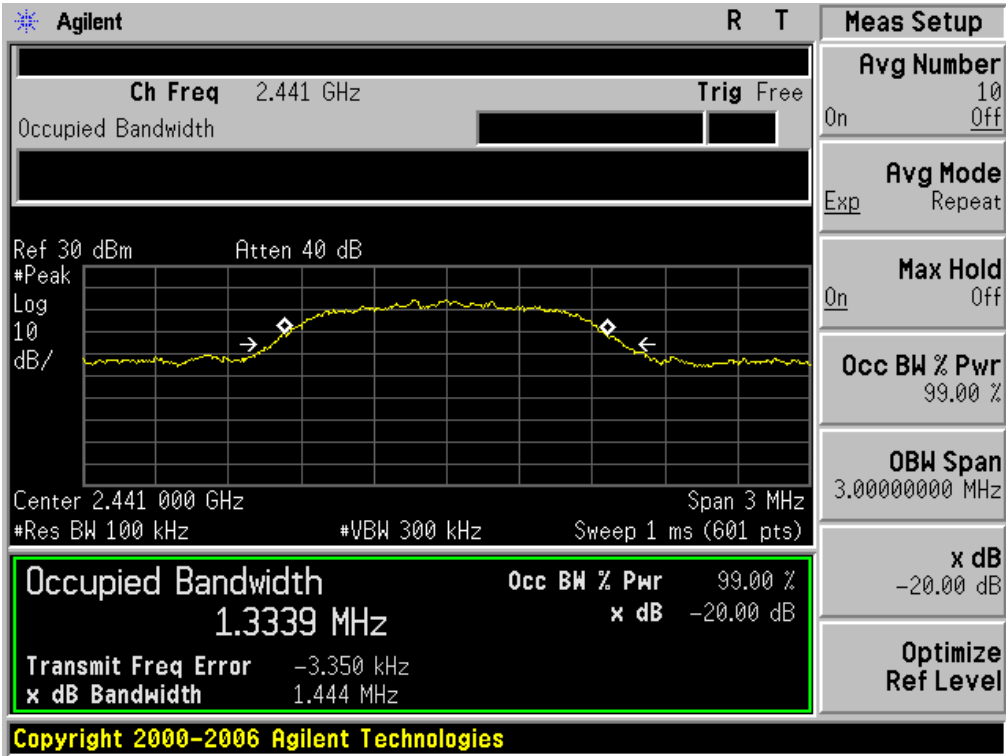 Agilent R T
Ch Freq 2.441 GHz Trig Free
Occupied Bandwidth
Ref 30 dBm Atten 40 dB
#Peak
Log
10
dB/
Center 2.441 000 GHz Span 3 MHz
#Res BW 100 kHz #VBW 300 kHz Sweep 1 ms (601 pts)
Occupied Bandwidth
1.3339 MHz
Occ BW % Pwr 99.00 %
x dB -20.00 dB
Transmit Freq Error -3.350 kHz
x dB Bandwidth 1.444 MHz
Copyright 2000-2006 Agilent Technologies
Meas Setup
Avg Number
10
On Off
Avg Mode
Exp Repeat
Max Hold
On Off
Occ BW % Pwr
99.00 %
OBW Span
3.00000000 MHz
x dB
-20.00 dB
Optimize
Ref Level